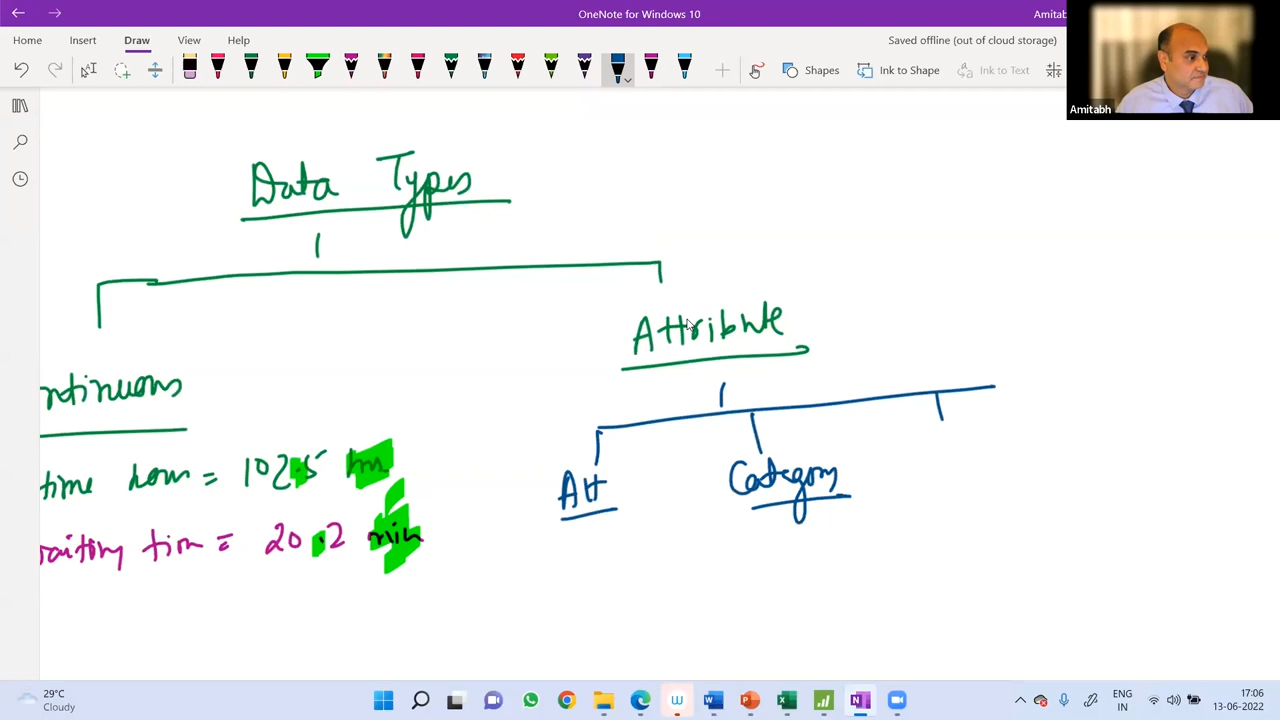 OneNote for Windows 10
Amitab
Home Insert Draw View Help
Saved offline (out of cloud storage)
Shapes Ink to Shape Ink to Text
Amitabh
Data Types
Attribute
ntinuous
time hour = 102.5 hrs
waiting time = 20.2 min
Att Category
29°C
Cloudy
ENG
IN
17:06
13-06-2022